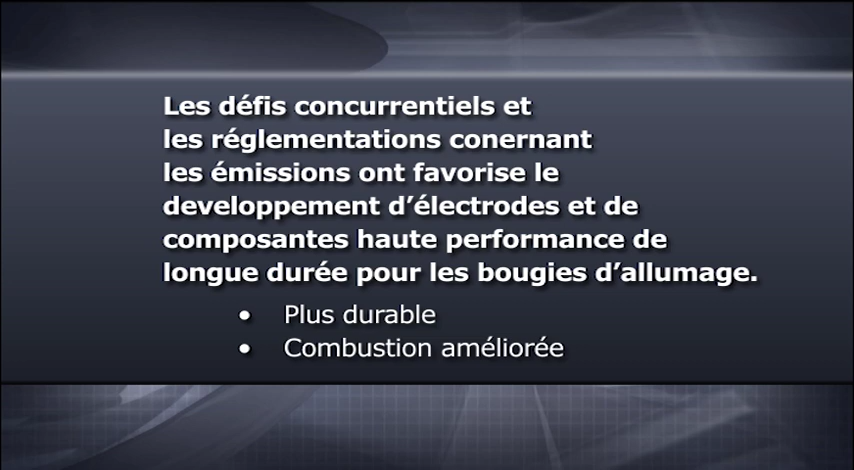 Les défis concurrentiels et
les réglementations conernant
les émissions ont favorise le
developpement d’électrodes et de
composantes haute performance de
longue durée pour les bougies d’allumage.
• Plus durable
• Combustion améliorée